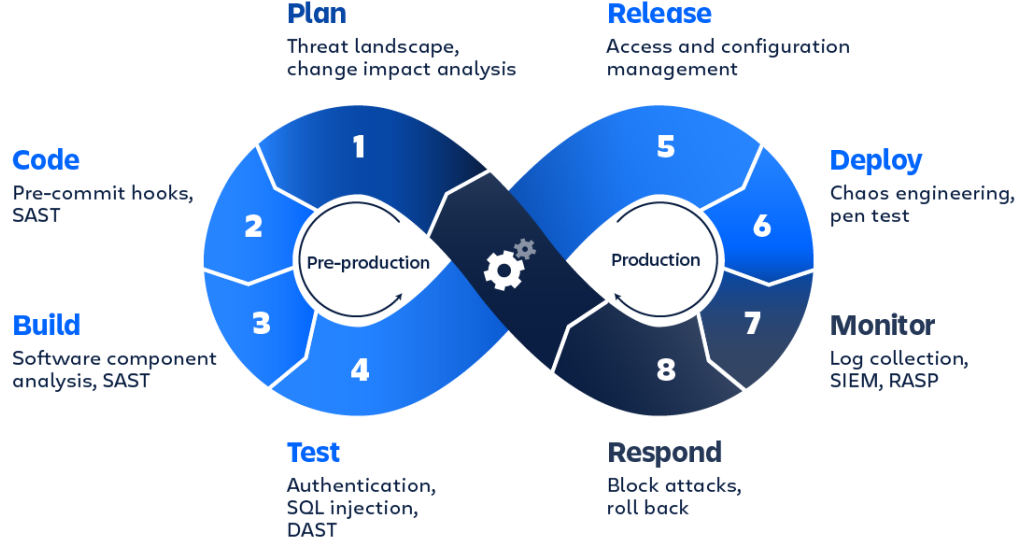 Plan
Threat landscape,
change impact analysis
Release
Access and configuration
management
Code
Pre-commit hooks,
SAST
1
5
Deploy
Chaos engineering,
pen test
2
6
Pre-production
Production
Build
Software component
analysis, SAST
3
7
Monitor
Log collection,
SIEM, RASP
4
8
Test
Authentication,
SQL injection,
DAST
Respond
Block attacks,
roll back